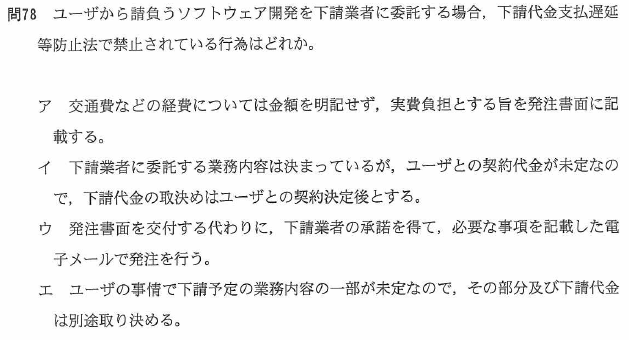 問78 ユーザから請負うソフトウェア開発を下請業者に委託する場合，下請代金支払遅延
等防止法で禁止されている行為はどれか。
ア 交通費などの経費については金額を明記せず，実費負担とする旨を発注書面に記
載する。
イ 下請業者に委託する業務内容は決まっているが，ユーザとの契約代金が未定なの
で，下請代金の取決めはユーザとの契約決定後とする。
ウ 発注書面を交付する代わりに，下請業者の承諾を得て，必要な事項を記載した電
子メールで発注を行う。
エ ユーザの事情で下請予定の業務内容の一部が未定なので，その部分及び下請代金
は別途取り決める。